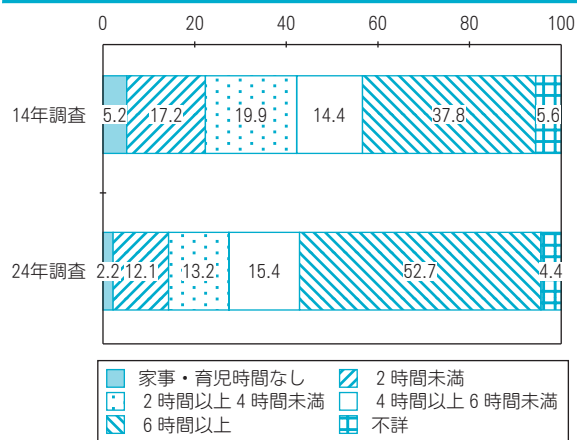 0 20 40 60 80 100
14年調査 5.2 17.2 19.9 14.4 37.8 5.6
24年調査 2.2 12.1 13.2 15.4 52.7 4.4
家事・育児時間なし 2時間未満
2時間以上4時間未満 4時間以上6時間未満
6時間以上 不詳